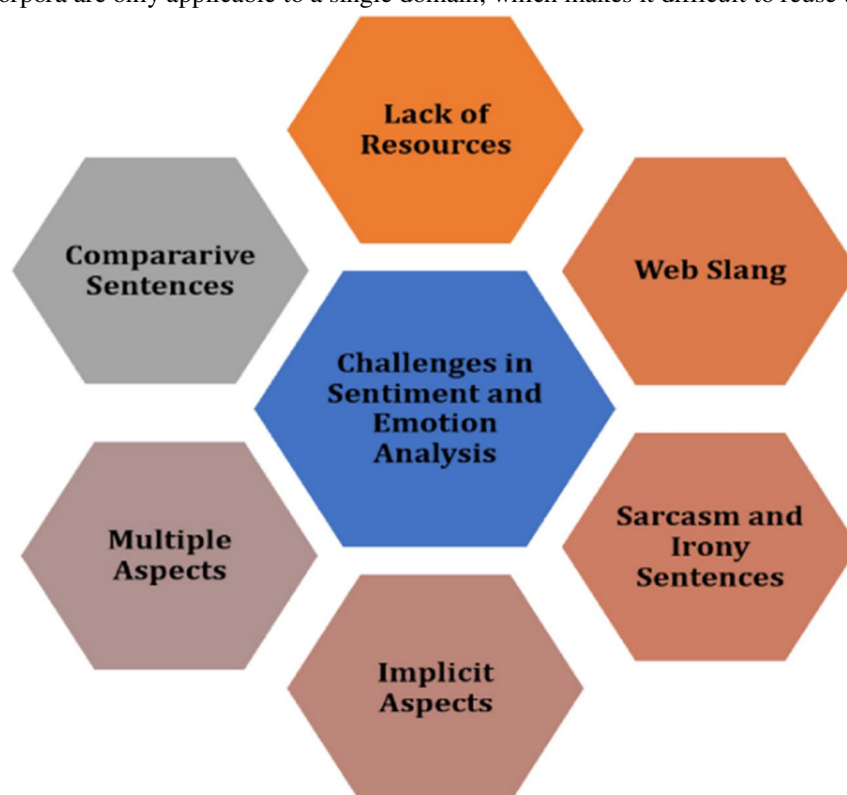 corpora are only applicable to a single domain, which makes it difficult to reuse
Lack of
Resources
Compararive
Sentences
Web Slang
Challenges in
Sentiment and
Emotion
Analysis
Multiple
Aspects
Sarcasm and
Irony
Sentences
Implicit
Aspects